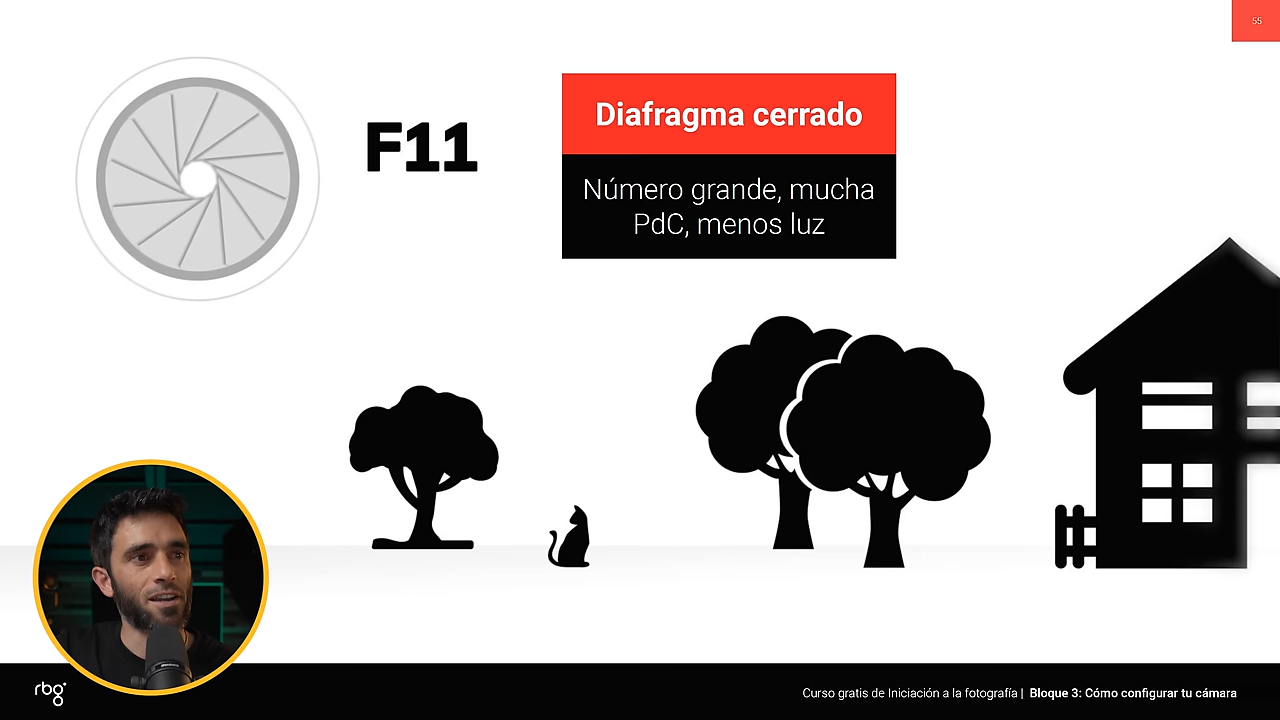 55
F11
Diafragma cerrado
Número grande, mucha
PdC, menos luz
rbg
Curso gratis de Iniciación a la fotografía | Bloque 3: Cómo configurar tu cámara